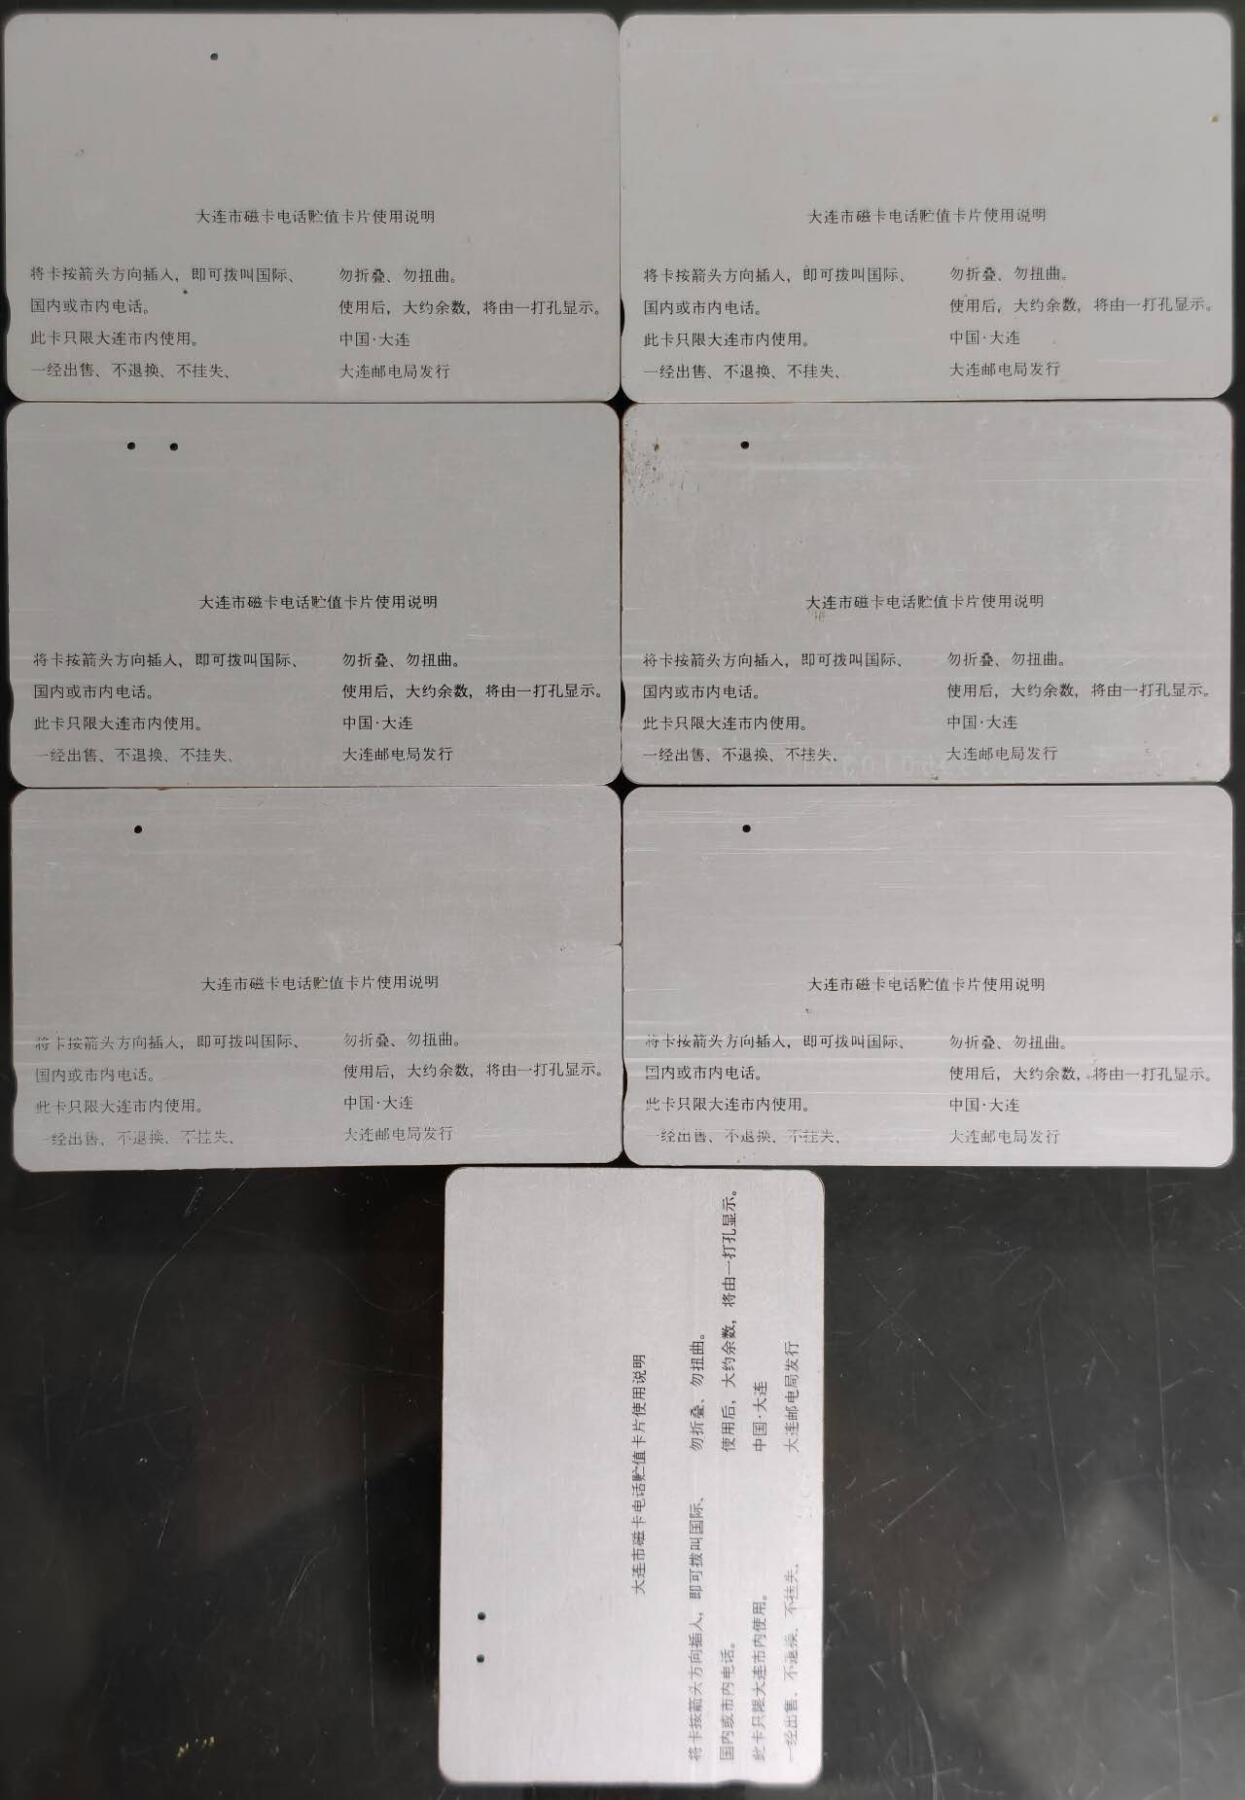 大连市磁卡电话贮值卡片使用说明
将卡按箭头方向插入，即可拨叫国际、
国内或市内电话。
此卡只限大连市内使用。
一经出售、不退换、不挂失、
勿折叠、勿扭曲。
使用后，大约余数，将由一打孔显示。
中国·大连
大连邮电局发行
大连市磁卡电话贮值卡片使用说明
将卡按箭头方向插入，即可拨叫国际、
国内或市内电话。
此卡只限大连市内使用。
一经出售、不退换、不挂失、
勿折叠、勿扭曲。
使用后，大约余数，将由一打孔显示。
中国·大连
大连邮电局发行
大连市磁卡电话贮值卡片使用说明
将卡按箭头方向插入，即可拨叫国际、
国内或市内电话。
此卡只限大连市内使用。
一经出售、不退换、不挂失、
勿折叠、勿扭曲。
使用后，大约余数，将由一打孔显示。
中国·大连
大连邮电局发行
大连市磁卡电话贮值卡片使用说明
将卡按箭头方向插入，即可拨叫国际、
国内或市内电话。
此卡只限大连市内使用。
一经出售、不退换、不挂失、
勿折叠、勿扭曲。
使用后，大约余数，将由一打孔显示。
中国·大连
大连邮电局发行
大连市磁卡电话贮值卡片使用说明
将卡按箭头方向插入，即可拨叫国际、
国内或市内电话。
此卡只限大连市内使用。
一经出售、不退换、不挂失、
勿折叠、勿扭曲。
使用后，大约余数，将由一打孔显示。
中国·大连
大连邮电局发行
大连市磁卡电话贮值卡片使用说明
将卡按箭头方向插入，即可拨叫国际、
国内或市内电话。
此卡只限大连市内使用。
一经出售、不退换、不挂失、
勿折叠、勿扭曲。
使用后，大约余数，将由一打孔显示。
中国·大连
大连邮电局发行
大连市磁卡电话贮值卡片使用说明
将卡按箭头方向插入，即可拨叫国际、
国内或市内电话。
此卡只限大连市内使用。
一经出售、不退换、不挂失、
勿折叠、勿扭曲。
使用后，大约余数，将由一打孔显示。
中国·大连
大连邮电局发行